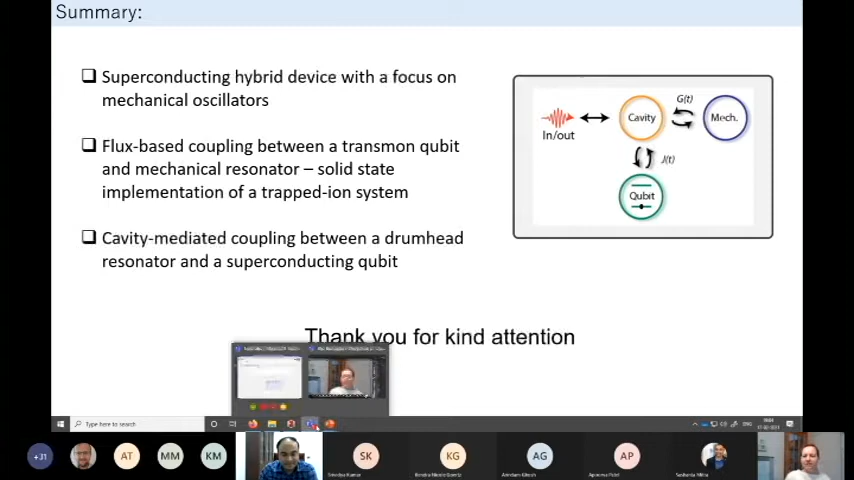 Summary:
Superconducting hybrid device with a focus on
mechanical oscillators
Flux-based coupling between a transmon qubit
and mechanical resonator – solid state
implementation of a trapped-ion system
Cavity-mediated coupling between a drumhead
resonator and a superconducting qubit
In/out
Cavity
G(t)
Mech.
J(t)
Qubit
Thank you for kind attention
Type here to search
ENG
+J1
AT
MM
KM
SK
KG
AG
AP